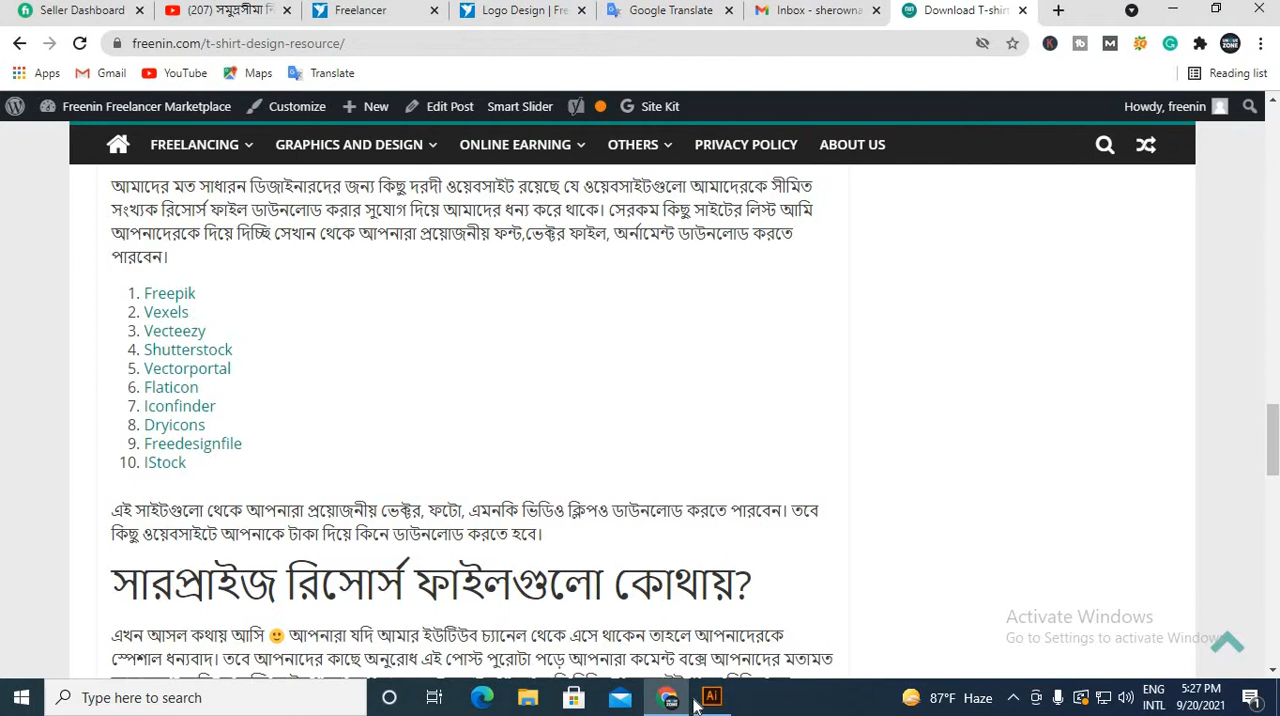 Seller Dashboard
(207) সমুদ্রসীমা নি
Freelancer
Logo Design | Fre
Google Translate
Inbox - sherowna
Download T-shirt
freenin.com/t-shirt-design-resource/
Apps Gmail YouTube Maps Translate Reading list
Freenin Freelancer Marketplace Customize New Edit Post Smart Slider Site Kit Howdy, freenin
FREELANCING GRAPHICS AND DESIGN ONLINE EARNING OTHERS PRIVACY POLICY ABOUT US
আমাদের মত সাধারন ডিজাইনারদের জন্য কিছু দরদী ওয়েবসাইট রয়েছে যে ওয়েবসাইটগুলো আমাদেরকে সীমিত
সংখ্যক রিসোর্স ফাইল ডাউনলোড করার সুযোগ দিয়ে আমাদের ধন্য করে থাকে। সেরকম কিছু সাইটের লিস্ট আমি
আপনাদেরকে দিয়ে দিচ্ছি সেখান থেকে আপনারা প্রয়োজনীয় ফন্ট,ভেক্টর ফাইল, অর্নামেন্ট ডাউনলোড করতে
পারবেন।
1. Freepik
2. Vexels
3. Vecteezy
4. Shutterstock
5. Vectorportal
6. Flaticon
7. Iconfinder
8. Dryicons
9. Freedesignfile
10. IStock
এই সাইটগুলো থেকে আপনারা প্রয়োজনীয় ভেক্টর, ফটো, এমনকি ভিডিও ক্লিপও ডাউনলোড করতে পারবেন। তবে
কিছু ওয়েবসাইটে আপনাকে টাকা দিয়ে কিনে ডাউনলোড করতে হবে।
সারপ্রাইজ রিসোর্স ফাইলগুলো কোথায়?
এখন আসল কথায় আসি 🙂 আপনারা যদি আমার ইউটিউব চ্যানেল থেকে এসে থাকেন তাহলে আপনাদেরকে
স্পেশাল ধন্যবাদ। তবে আপনাদের কাছে অনুরোধ এই পোস্ট পুরোটা পড়ে আপনারা কমেন্ট বক্সে আপনাদের মতামত
Activate Windows
Go to Settings to activate Windows
Type here to search
Ai
87°F Haze
ENG
INTL
5:27 PM
9/20/2021
1